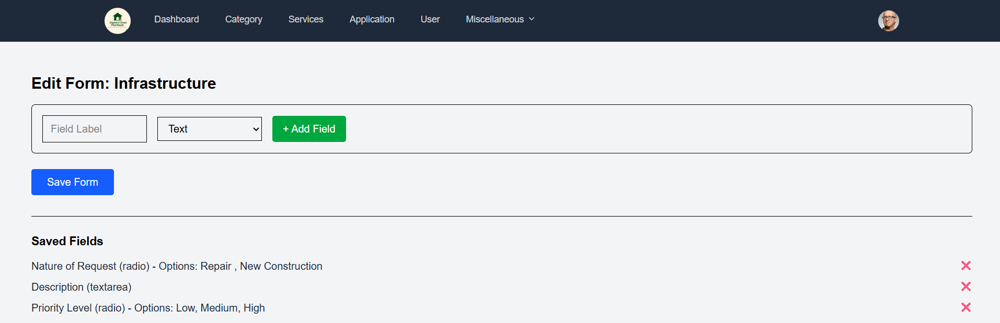 Digital E-Gram
Panchayat
Dashboard Category Services Application User Miscellaneous
Edit Form: Infrastructure
Field Label Text + Add Field
Save Form
Saved Fields
Nature of Request (radio) - Options: Repair , New Construction
Description (textarea)
Priority Level (radio) - Options: Low, Medium, High